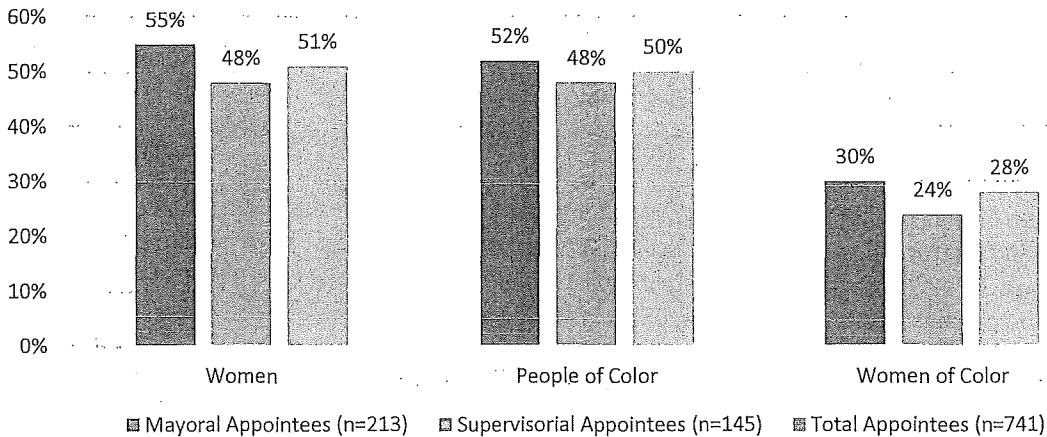 60%
55%
52%
51%
50%
48%
48%
50%
40%
30%
30%
28%
24%
20%
10%
0%
Women
People of Color
Women of Color
Mayoral Appointees (n=213)
Supervisorial Appointees (n=145)
Total Appointees (n=741)